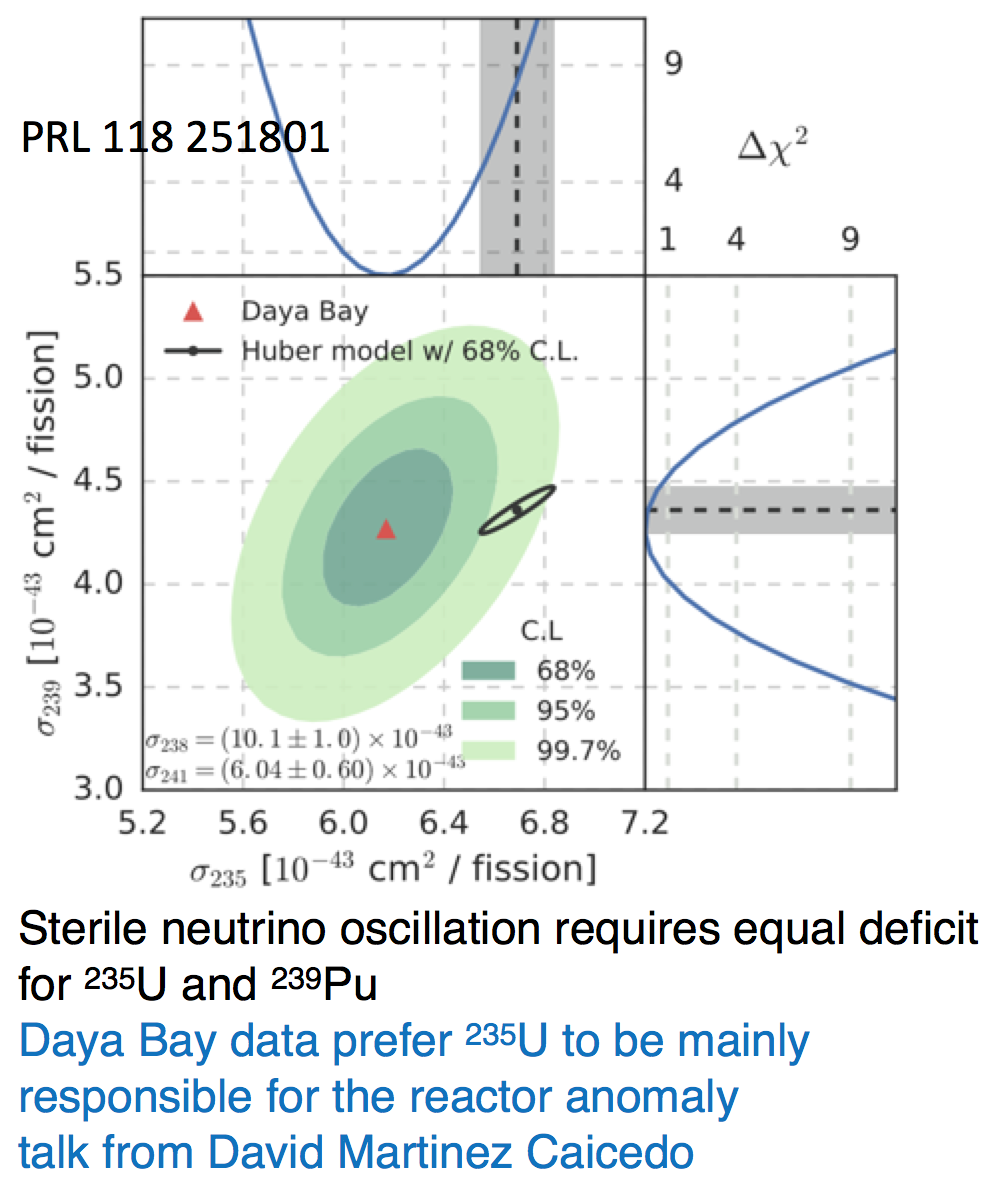 PRL 118 251801
9
4
Δχ²
1 4 9
5.5
5.0
4.5
4.0
3.5
3.0
σ₂₃₉ [10⁻⁴³ cm² / fission]
Daya Bay
Huber model w/ 68% C.L.
C.L
68%
95%
99.7%
σ₂₃₈ = (10.1 ± 1.0) × 10⁻⁴³
σ₂₄₁ = (6.04 ± 0.60) × 10⁻⁴³
5.2 5.6 6.0 6.4 6.8 7.2
σ₂₃₅ [10⁻⁴³ cm² / fission]
Sterile neutrino oscillation requires equal deficit
for ²³⁵U and ²³⁹Pu
Daya Bay data prefer ²³⁵U to be mainly
responsible for the reactor anomaly
talk from David Martinez Caicedo